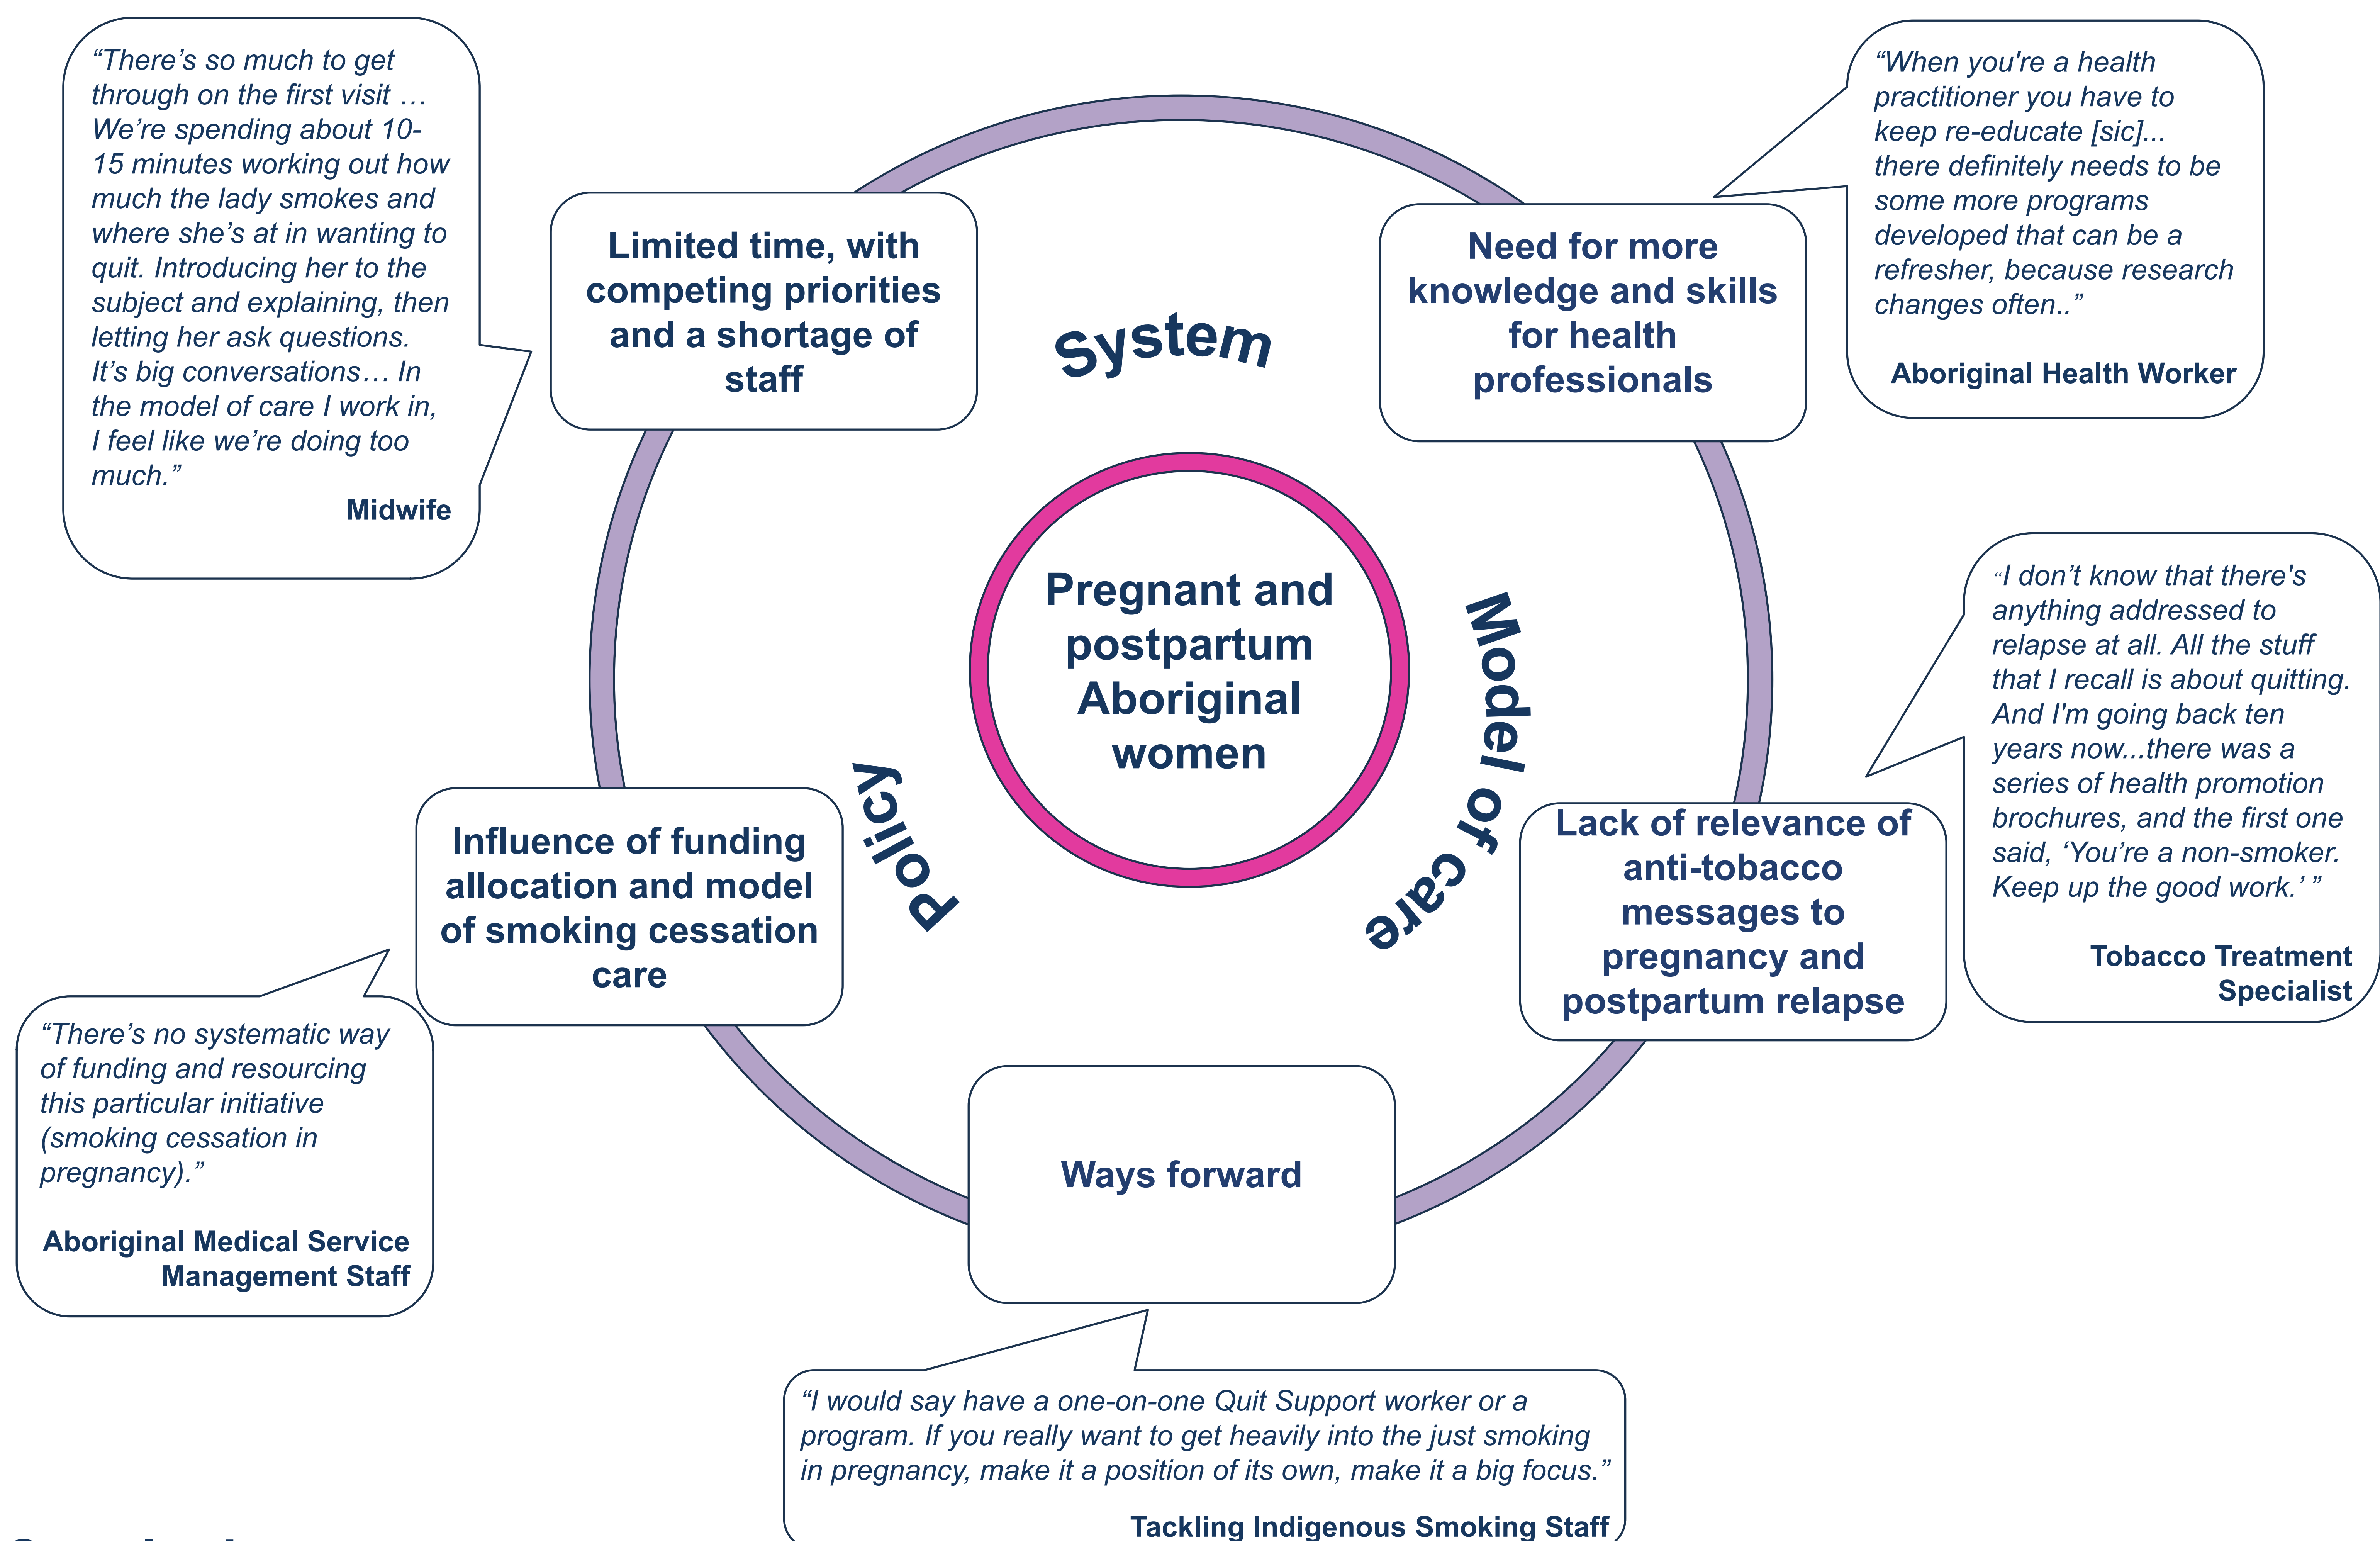 “There’s so much to get
through on the first visit …
We’re spending about 10-
15 minutes working out how
much the lady smokes and
where she’s at in wanting to
quit. Introducing her to the
subject and explaining, then
letting her ask questions.
It’s big conversations… In
the model of care I work in,
I feel like we’re doing too
much.”
Midwife
Limited time, with
competing priorities
and a shortage of
staff
System
Need for more
knowledge and skills
for health
professionals
“When you're a health
practitioner you have to
keep re-educate [sic]...
there definitely needs to be
some more programs
developed that can be a
refresher, because research
changes often..”
Aboriginal Health Worker
Pregnant and
postpartum
Aboriginal
women
Model of care
Policy
“I don’t know that there's
anything addressed to
relapse at all. All the stuff
that I recall is about quitting.
And I'm going back ten
years now...there was a
series of health promotion
brochures, and the first one
said, ‘You’re a non-smoker.
Keep up the good work.’ ”
Tobacco Treatment
Specialist
Influence of funding
allocation and model
of smoking cessation
care
Lack of relevance of
anti-tobacco
messages to
pregnancy and
postpartum relapse
“There’s no systematic way
of funding and resourcing
this particular initiative
(smoking cessation in
pregnancy).”
Aboriginal Medical Service
Management Staff
Ways forward
“I would say have a one-on-one Quit Support worker or a
program. If you really want to get heavily into the just smoking
in pregnancy, make it a position of its own, make it a big focus.”
Tackling Indigenous Smoking Staff